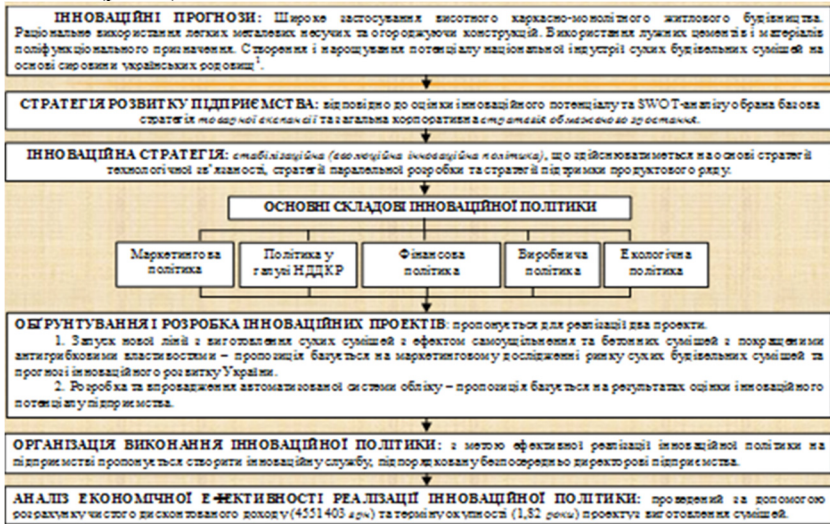 ІННОВАЦІЙНІ ПРОГНОЗИ: Широке застосування висотного каркасно-монолітного житлового будівництва.
Раціональне використання легких металевих несучих та огороджуючи конструкцій. Використання лужних цементів і матеріалів
поліфункціонального призначення. Створення і нарощування потенціалу національної індустрії сухих будівельних сумішей на
основі сировини українських родовищ¹.
СТРАТЕГІЯ РОЗВИТКУ ПІДПРИЄМСТВА: відповідно до оцінки інноваційного потенціалу та SWOT-аналізу обрана базова
стратегія товарної експансії та загальна корпоративна стратегія обмеженого зростання.
ІННОВАЦІЙНА СТРАТЕГІЯ: стабілізаційна (еволюційна інноваційна політика), що здійснюватиметься на основі стратегії
технологічної зв'язаності, стратегії паралельної розробки та стратегії підтримки продуктового ряду.
ОСНОВНІ СКЛАДОВІ ІННОВАЦІЙНОЇ ПОЛІТИКИ
Маркетингова
політика
Політика у
галузі НДДКР
Фінансова
політика
Виробнича
політика
Екологічна
політика
ОБҐРУНТУВАННЯ І РОЗРОБКА ІННОВАЦІЙНИХ ПРОЕКТІВ: пропонується для реалізації два проекти.
1. Запуск нової лінії з виготовлення сухих сумішей з ефектом самоущільнення та бетонних сумішей з покращеними
антигрибковими властивостями – пропозиція базується на маркетинговому дослідженні ринку сухих будівельних сумішей та
прогнозі інноваційного розвитку України.
2. Розробка та впровадження автоматизованої системи обліку – пропозиція базується на результатах оцінки інноваційного
потенціалу підприємства.
ОРГАНІЗАЦІЯ ВИКОНАННЯ ІННОВАЦІЙНОЇ ПОЛІТИКИ: з метою ефективної реалізації інноваційної політики на
підприємстві пропонується створити інноваційну службу, підпорядковану безпосередньо директорові підприємства.
АНАЛІЗ ЕКОНОМІЧНОЇ ЕФЕКТИВНОСТІ РЕАЛІЗАЦІЇ ІННОВАЦІЙНОЇ ПОЛІТИКИ: проведений за допомогою
розрахунку чистого дисконтованого доходу (4551403 грн) та терміну окупності (1,82 роки) проекту з виготовлення сумішей.